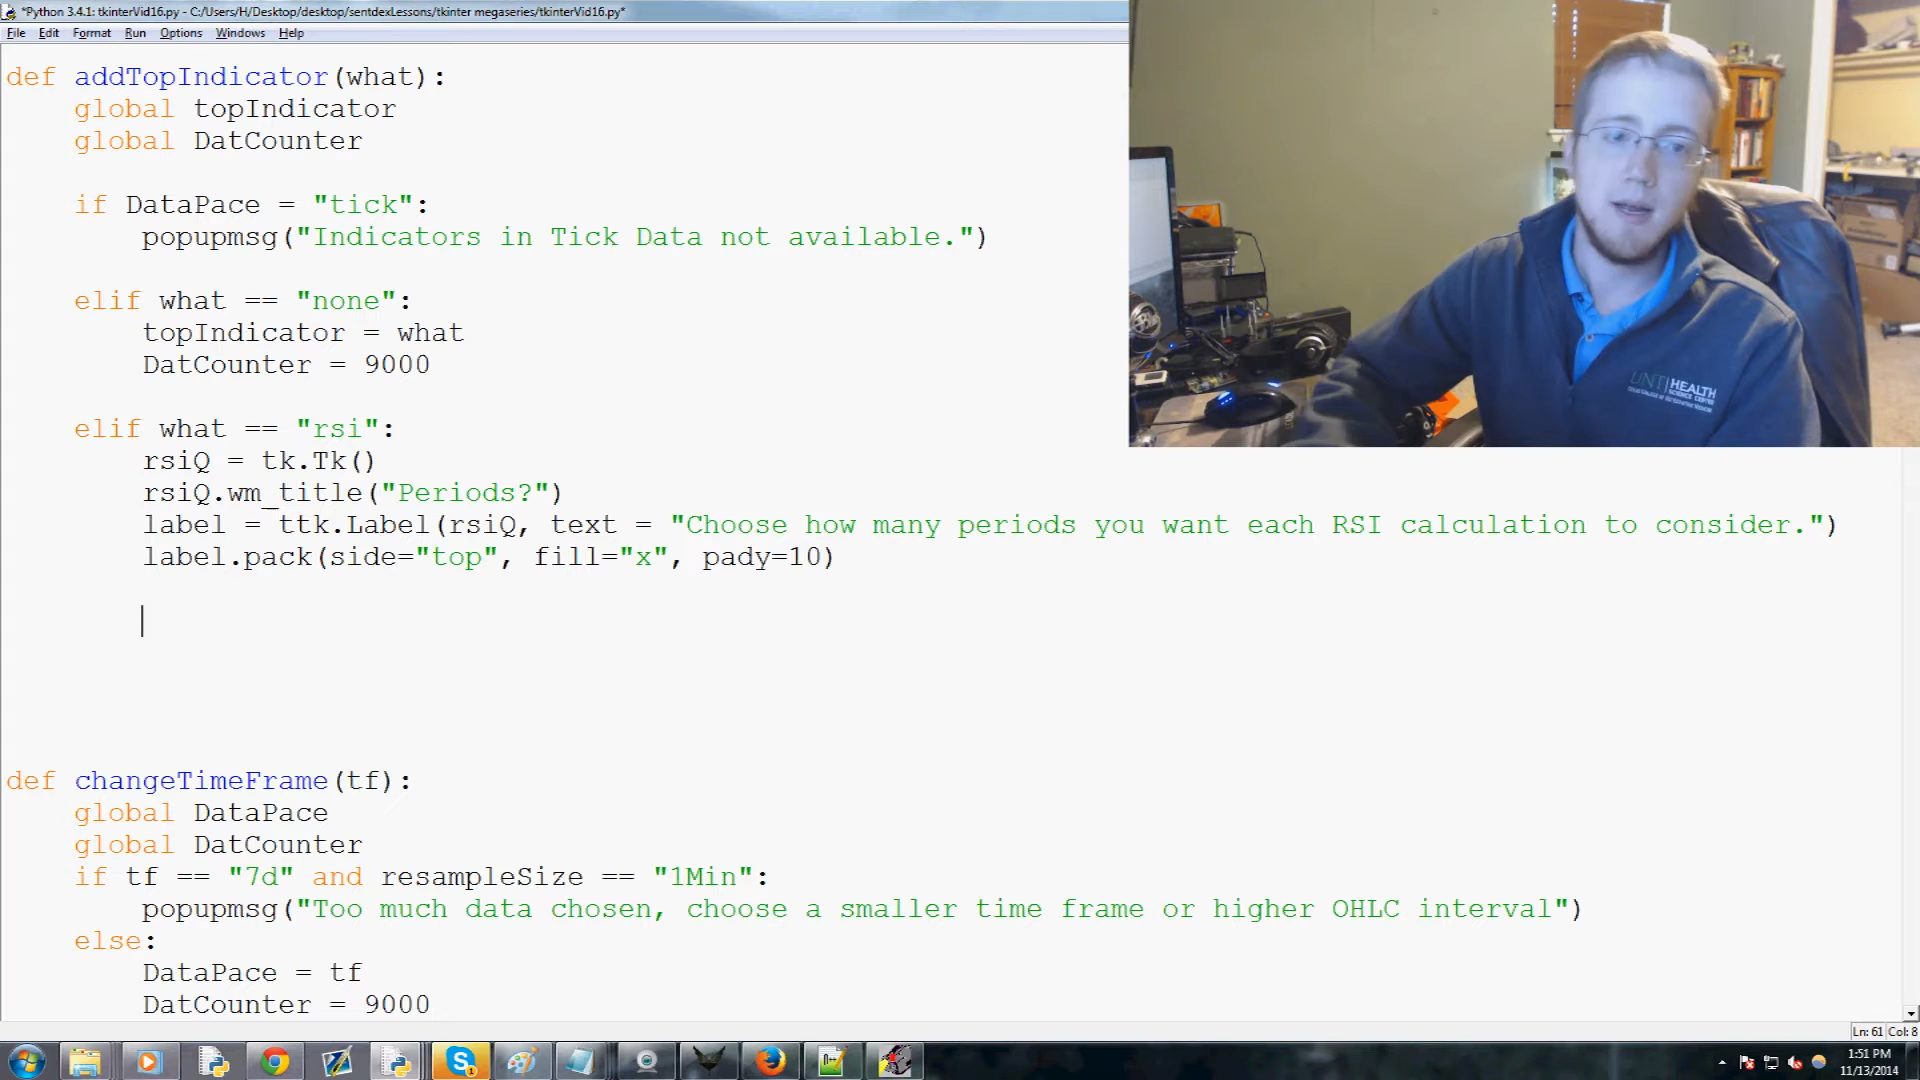 *Python 3.4.1: tkinterVid16.py - C:/Users/H/Desktop/desktop/sentdexLessons/tkinter megaseries/tkinterVid16.py*
File Edit Format Run Options Windows Help
def addTopIndicator(what):
    global topIndicator
    global DatCounter
    if DataPace = "tick":
        popupmsg("Indicators in Tick Data not available.")
    elif what == "none":
        topIndicator = what
        DatCounter = 9000
    elif what == "rsi":
        rsiQ = tk.Tk()
        rsiQ.wm_title("Periods?")
        label = ttk.Label(rsiQ, text = "Choose how many periods you want each RSI calculation to consider.")
        label.pack(side="top", fill="x", pady=10)
def changeTimeFrame(tf):
    global DataPace
    global DatCounter
    if tf == "7d" and resampleSize == "1Min":
        popupmsg("Too much data chosen, choose a smaller time frame or higher OHLC interval")
    else:
        DataPace = tf
        DatCounter = 9000
UNT HEALTH
SCIENCE CENTER
Ln: 61 Col: 8
1:51 PM
11/13/2014